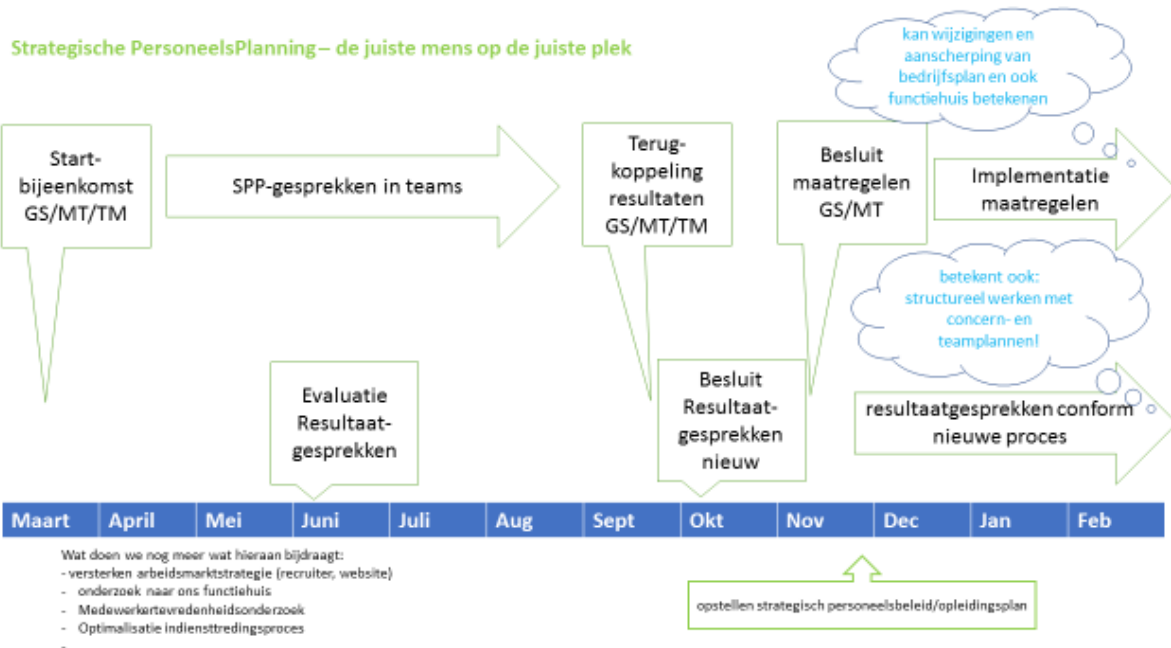 Strategische PersoneelsPlanning – de juiste mens op de juiste plek
kan wijzigingen en
aanscherping van
bedrijfsplan en ook
functiehuis betekenen
Start-
bijeenkomst
GS/MT/TM
SPP-gesprekken in teams
Terug-
koppeling
resultaten
GS/MT/TM
Besluit
maatregelen
GS/MT
Implementatie
maatregelen
betekent ook:
structureel werken met
concern- en
teamplannen!
Evaluatie
Resultaat-
gesprekken
Besluit
Resultaat-
gesprekken
nieuw
resultaatgesprekken conform
nieuwe proces
Maart April Mei Juni Juli Aug Sept Okt Nov Dec Jan Feb
Wat doen we nog meer wat hieraan bijdraagt:
- versterken arbeidsmarktstrategie (recruiter, website)
- onderzoek naar ons functiehuis
- Medewerkertevredenheidsonderzoek
- Optimalisatie indiensttredingsproces
-
opstellen strategisch personeelsbeleid/opleidingsplan